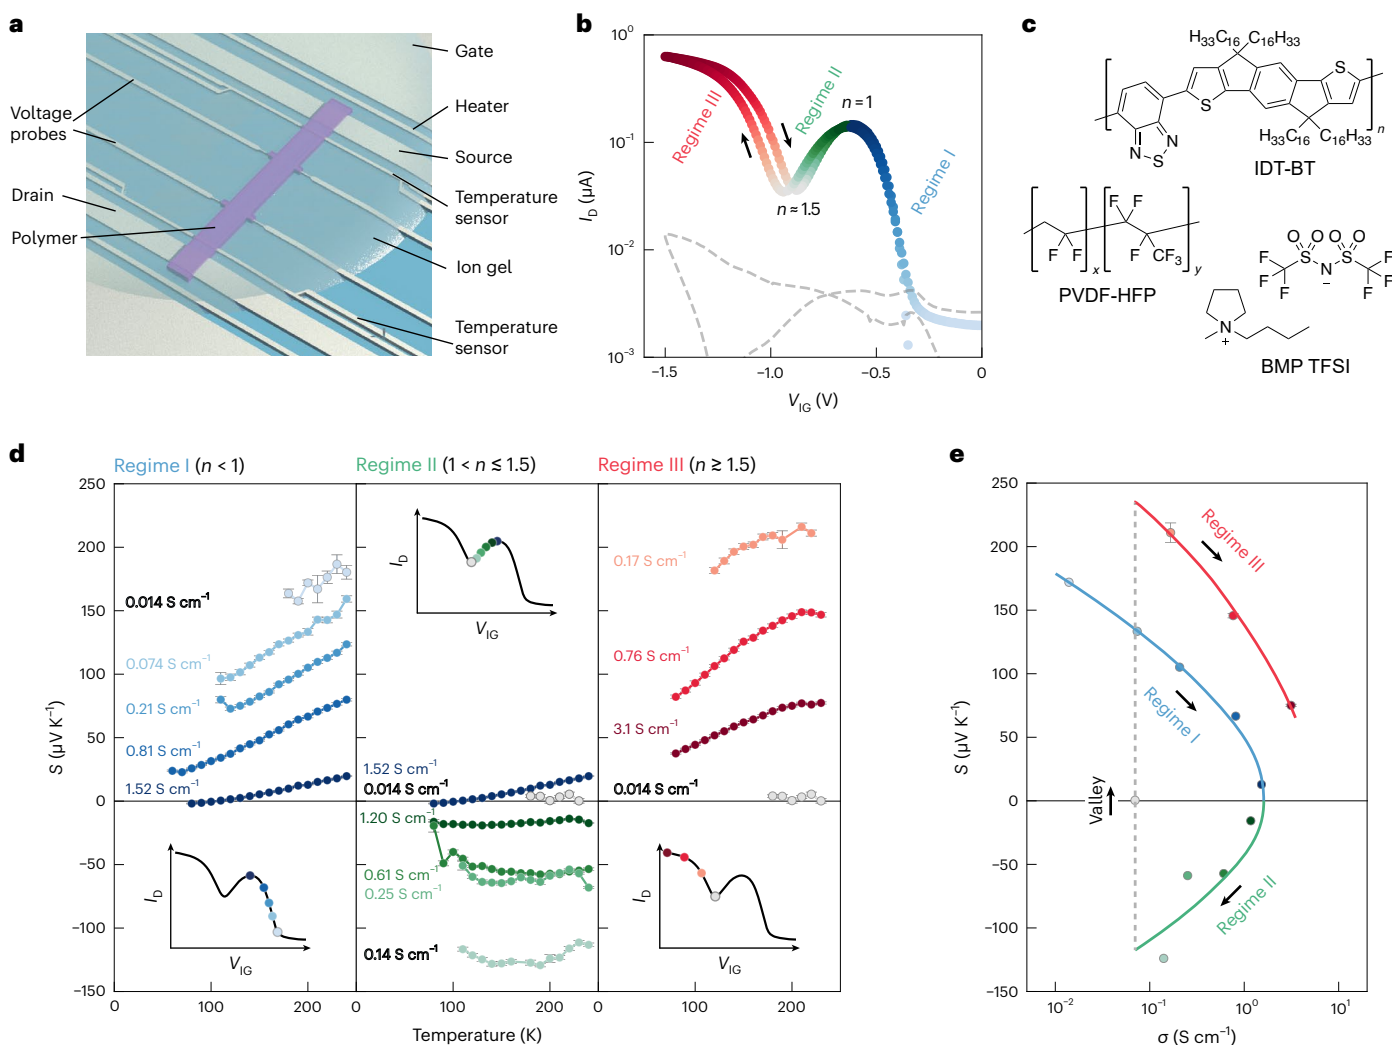 a
Gate
Heater
Voltage
probes
Source
Drain
Temperature
sensor
Polymer
Ion gel
Temperature
sensor
b
10⁰
10⁻¹
10⁻²
10⁻³
I_D (μA)
Regime III
Regime II
n = 1
Regime I
n ≈ 1.5
−1.5
−1.0
−0.5
0
V_IG (V)
c
H33C16 C16H33
S
S
N
S
N
n
H33C16 C16H33
IDT-BT
F F
F F
F F
CF3
x
y
PVDF-HFP
O O O O
F
F
F
S
N
−
S
F
F
F
N
+
BMP TFSI
d
Regime I (n < 1)
Regime II (1 < n ≲ 1.5)
Regime III (n ≳ 1.5)
250
200
150
100
50
0
−50
−100
−150
S (μV K⁻¹)
0.014 S cm⁻¹
0.074 S cm⁻¹
0.21 S cm⁻¹
0.81 S cm⁻¹
1.52 S cm⁻¹
I_D
V_IG
I_D
V_IG
1.52 S cm⁻¹
0.014 S cm⁻¹
1.20 S cm⁻¹
0.61 S cm⁻¹
0.25 S cm⁻¹
0.14 S cm⁻¹
0.17 S cm⁻¹
0.76 S cm⁻¹
3.1 S cm⁻¹
0.014 S cm⁻¹
I_D
V_IG
0
100
200
0
100
200
0
100
200
Temperature (K)
e
250
200
150
100
50
0
−50
−100
−150
S (μV K⁻¹)
Regime III
Regime I
Valley
Regime II
10⁻²
10⁻¹
10⁰
10¹
σ (S cm⁻¹)